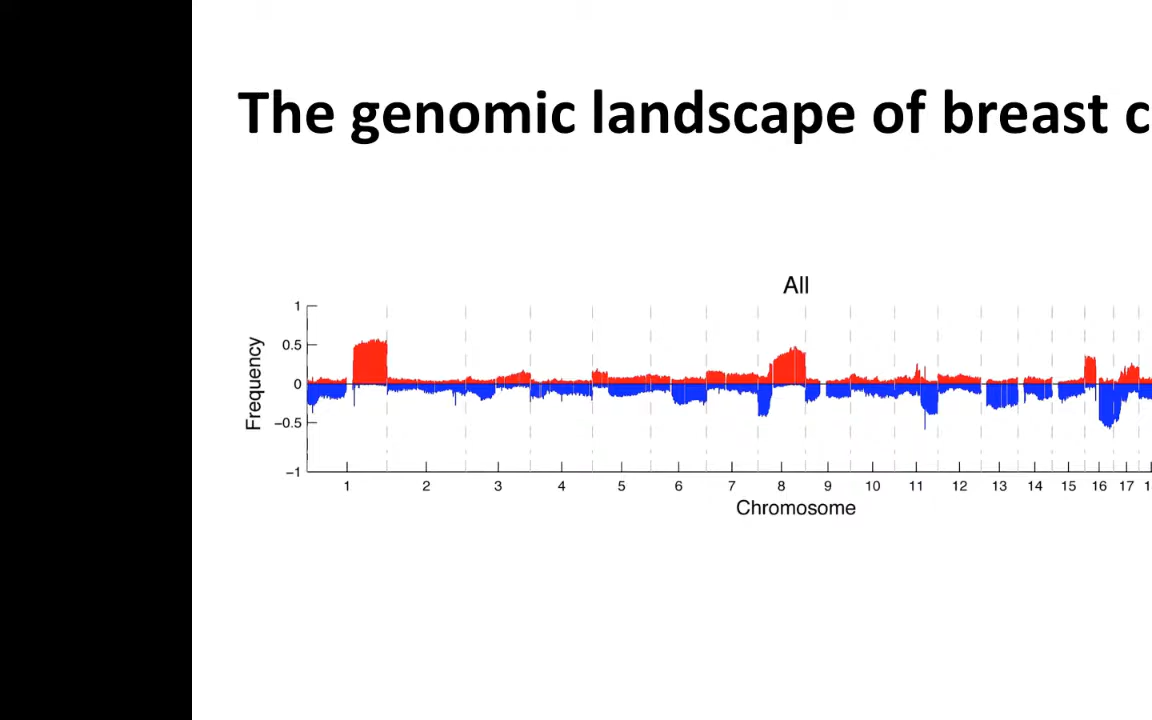 The genomic landscape of breast c
All
1
0.5
0
−0.5
−1
Frequency
1 2 3 4 5 6 7 8 9 10 11 12 13 14 15 16 17 1
Chromosome